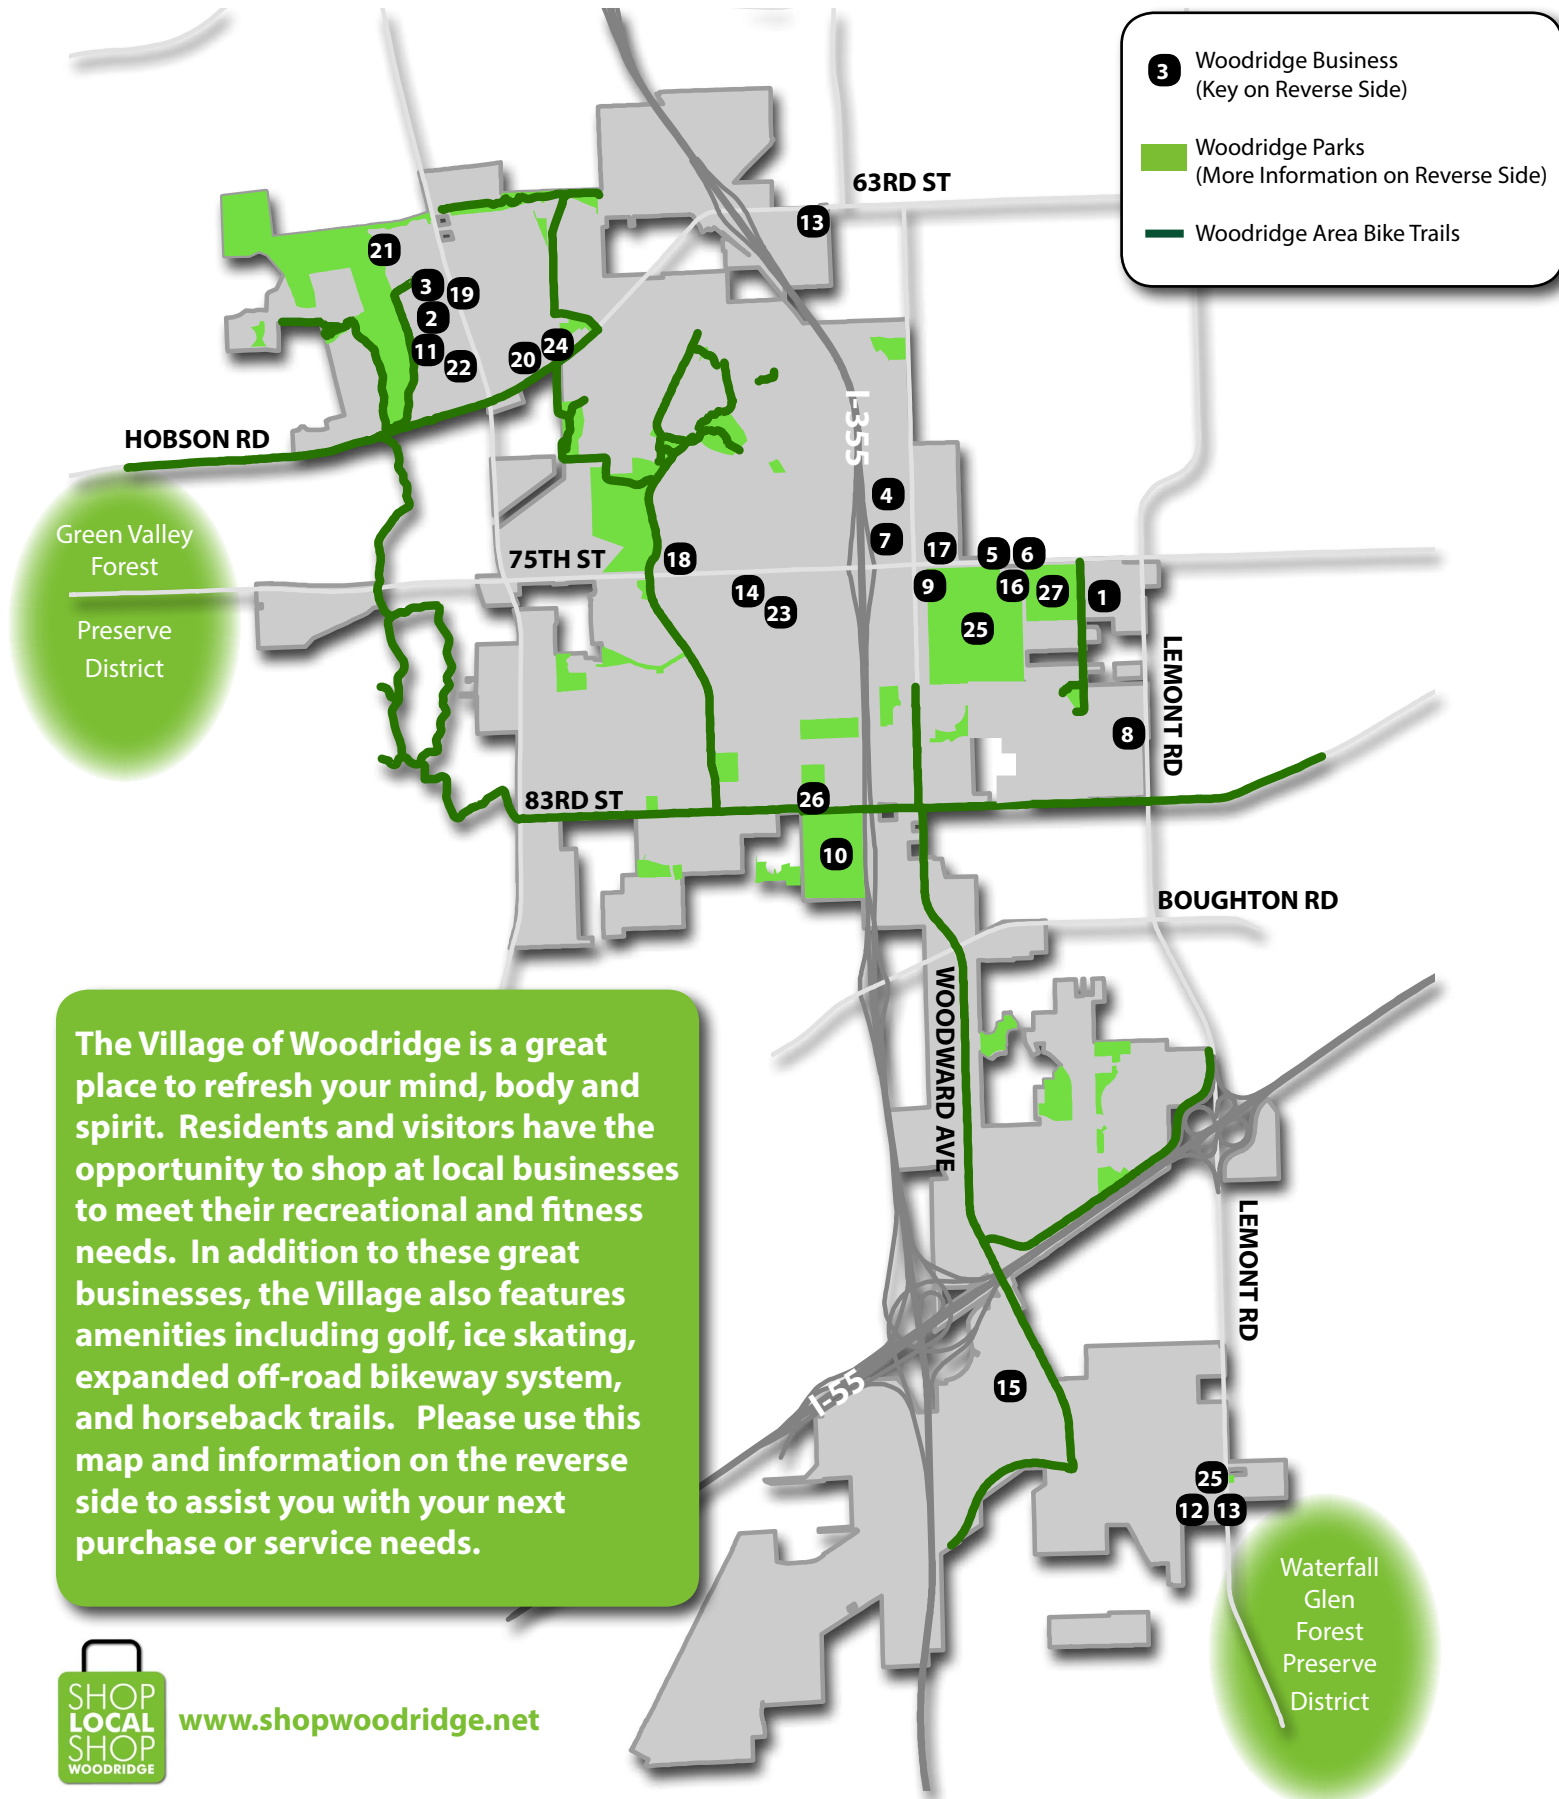 3
Woodridge Business
(Key on Reverse Side)
Woodridge Parks
(More Information on Reverse Side)
Woodridge Area Bike Trails
63RD ST
13
21
3
19
2
11
22
20
24
I-355
HOBSON RD
4
7
17
5
6
Green Valley
Forest
Preserve
District
75TH ST
18
14
23
9
16
27
1
25
LEMONT RD
8
83RD ST
26
10
BOUGHTON RD
WOODWARD AVE
The Village of Woodridge is a great
place to refresh your mind, body and
spirit.  Residents and visitors have the
opportunity to shop at local businesses
to meet their recreational and fitness
needs.  In addition to these great
businesses, the Village also features
amenities including golf, ice skating,
expanded off-road bikeway system,
and horseback trails.   Please use this
map and information on the reverse
side to assist you with your next
purchase or service needs.
LEMONT RD
I-55
15
25
12
13
Waterfall
Glen
Forest
Preserve
District
SHOP
LOCAL
SHOP
WOODRIDGE
www.shopwoodridge.net